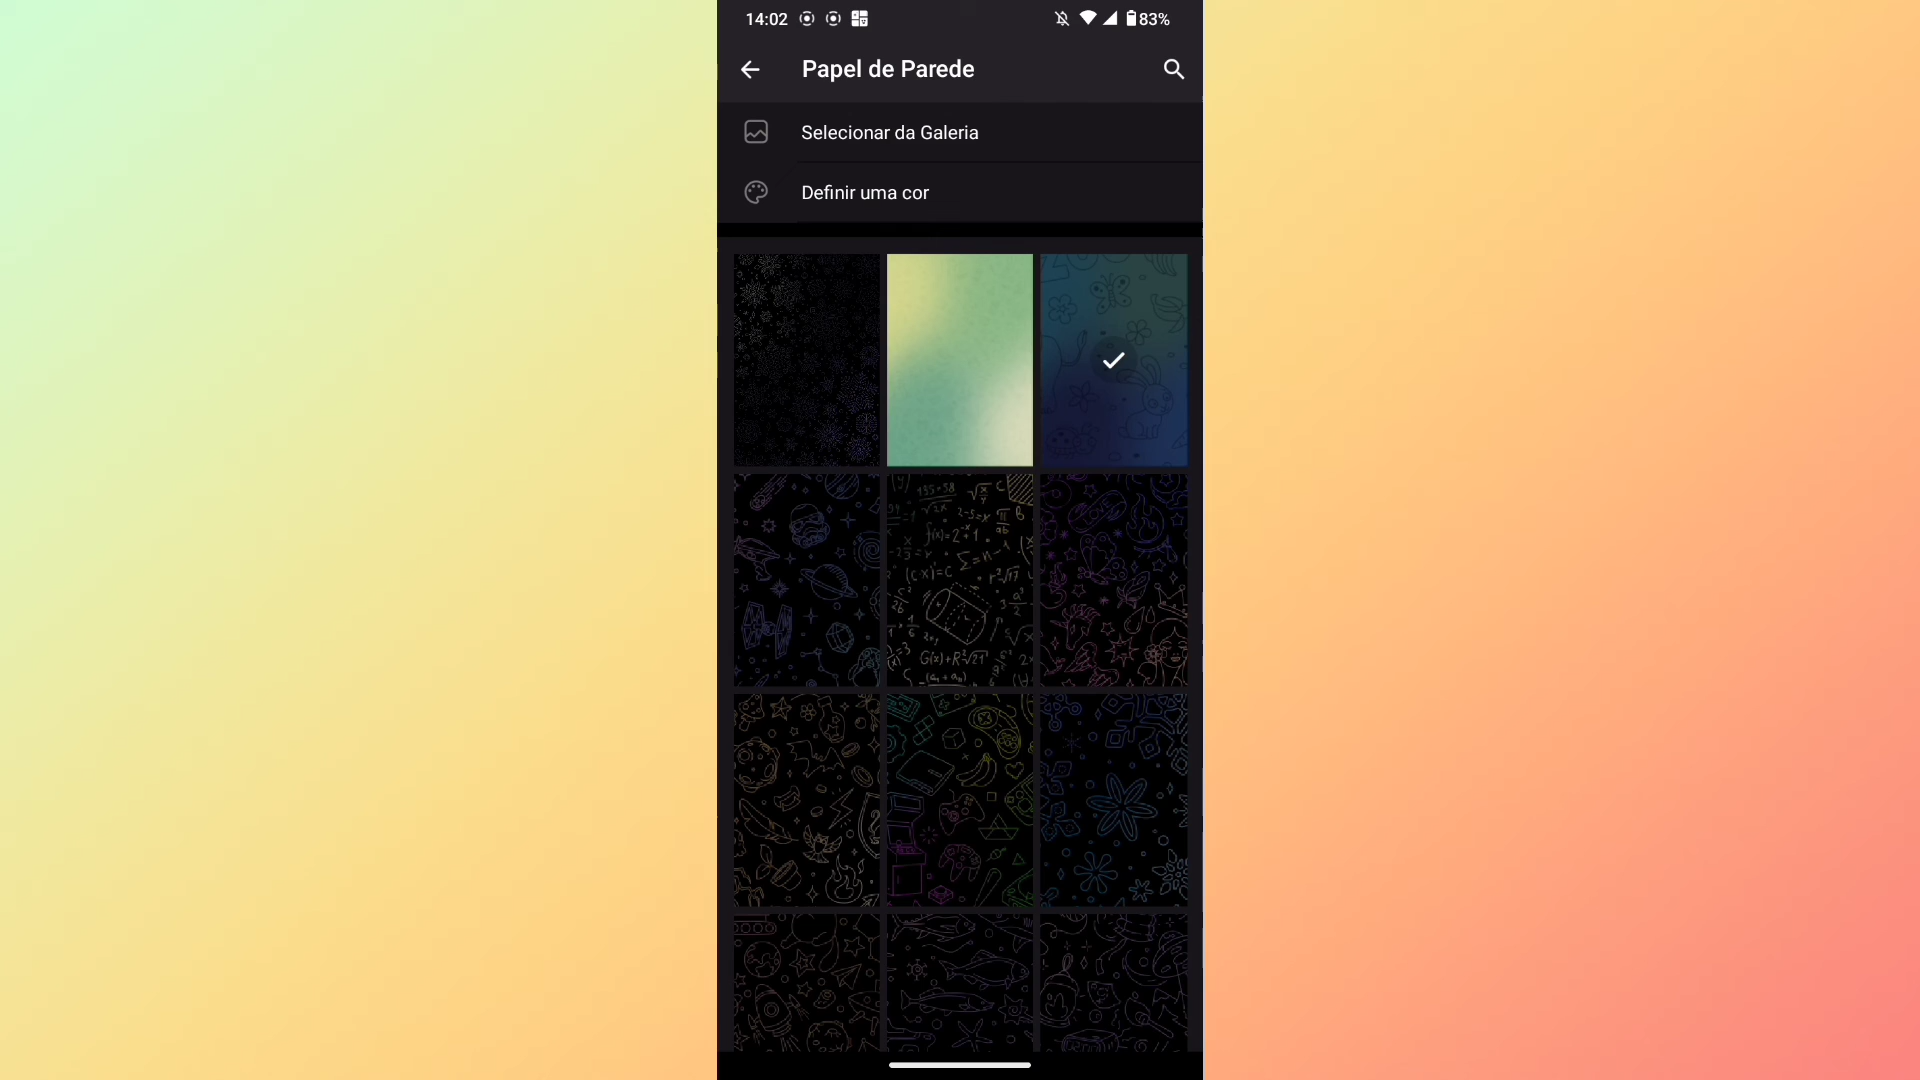 14:02
83%
Papel de Parede
Selecionar da Galeria
Definir uma cor